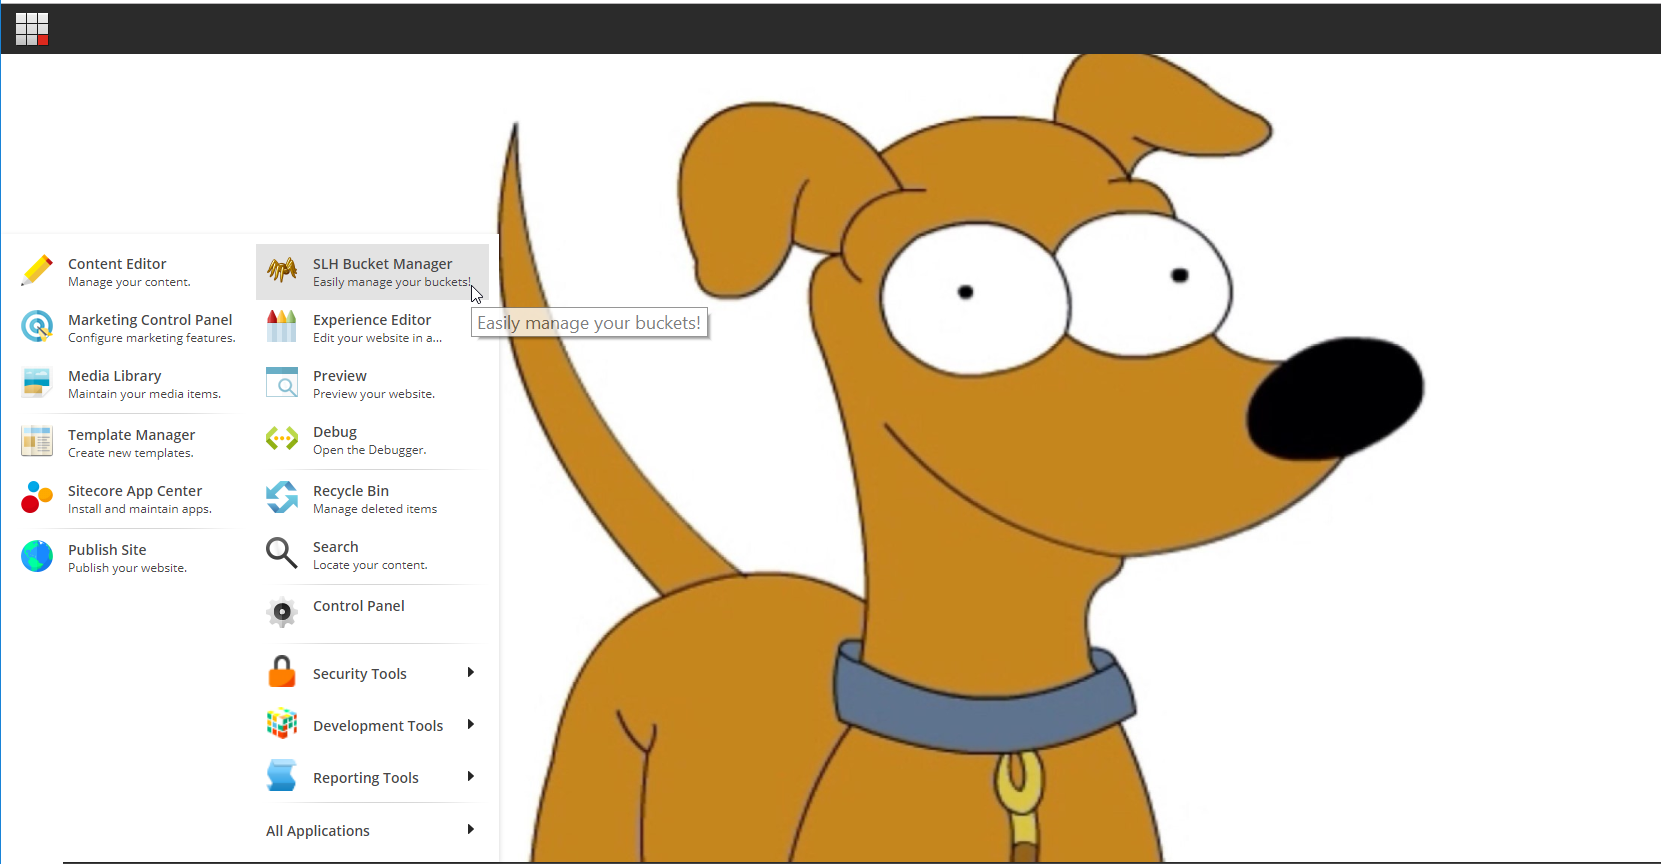 Content Editor
Manage your content.
Marketing Control Panel
Configure marketing features.
Media Library
Maintain your media items.
Template Manager
Create new templates.
Sitecore App Center
Install and maintain apps.
Publish Site
Publish your website.
SLH Bucket Manager
Easily manage your buckets!
Easily manage your buckets!
Experience Editor
Edit your website in a...
Preview
Preview your website.
Debug
Open the Debugger.
Recycle Bin
Manage deleted items
Search
Locate your content.
Control Panel
Security Tools
Development Tools
Reporting Tools
All Applications